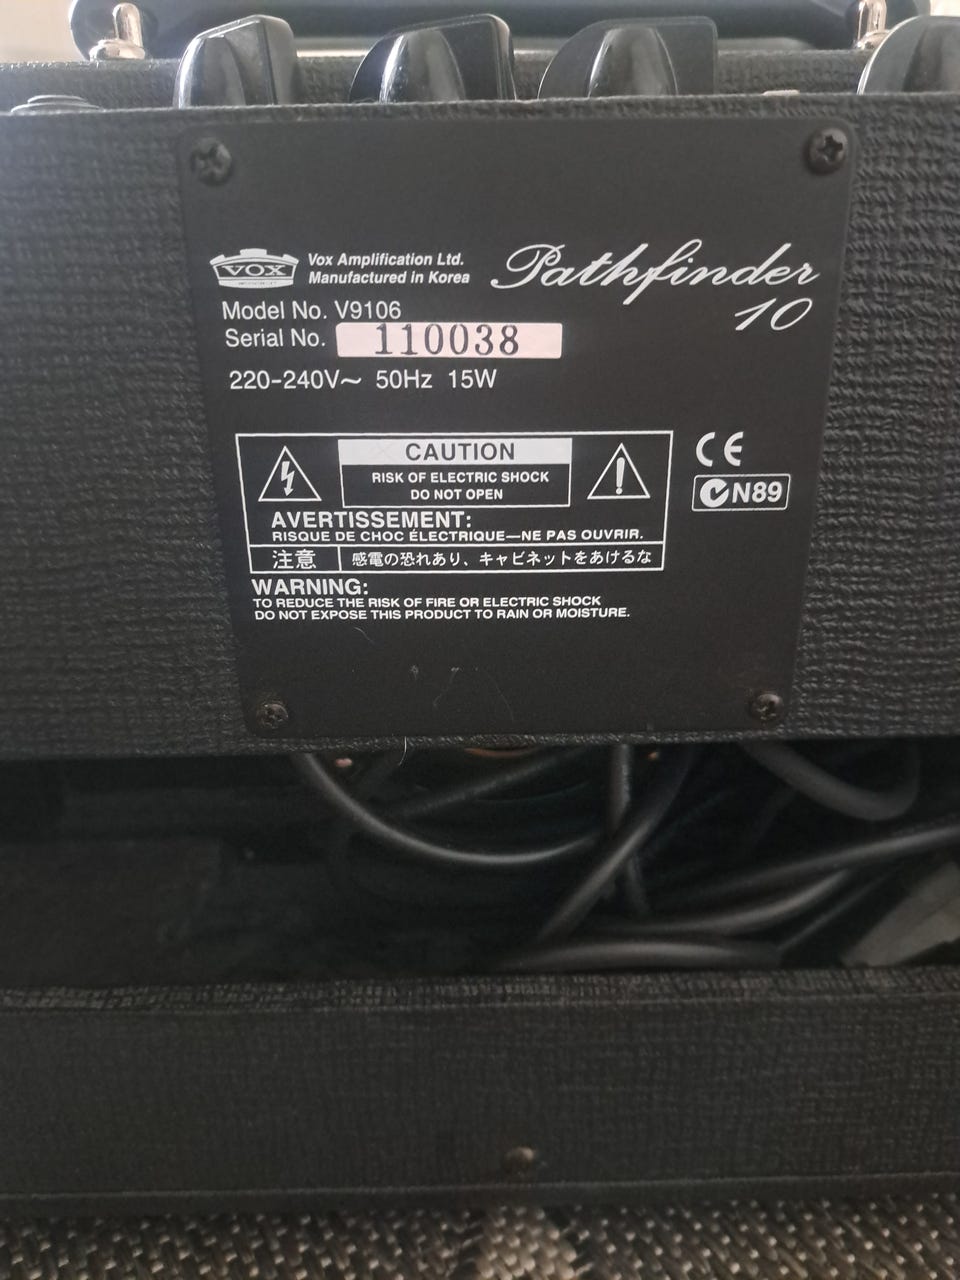 VOX
Vox Amplification Ltd.
Manufactured in Korea
Pathfinder
10
Model No. V9106
Serial No. 110038
220-240V~ 50Hz 15W
CAUTION
RISK OF ELECTRIC SHOCK
DO NOT OPEN
AVERTISSEMENT:
RISQUE DE CHOC ÉLECTRIQUE—NE PAS OUVRIR.
注意 感電の恐れあり、キャビネットをあけるな
CE
N89
WARNING:
TO REDUCE THE RISK OF FIRE OR ELECTRIC SHOCK
DO NOT EXPOSE THIS PRODUCT TO RAIN OR MOISTURE.